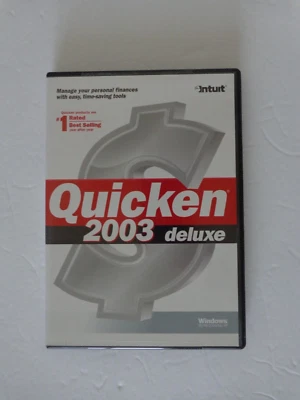 Manage your personal finances
with easy, time-saving tools
Intuit
#1 Rated
Best Selling
Quicken
2003 deluxe
Windows